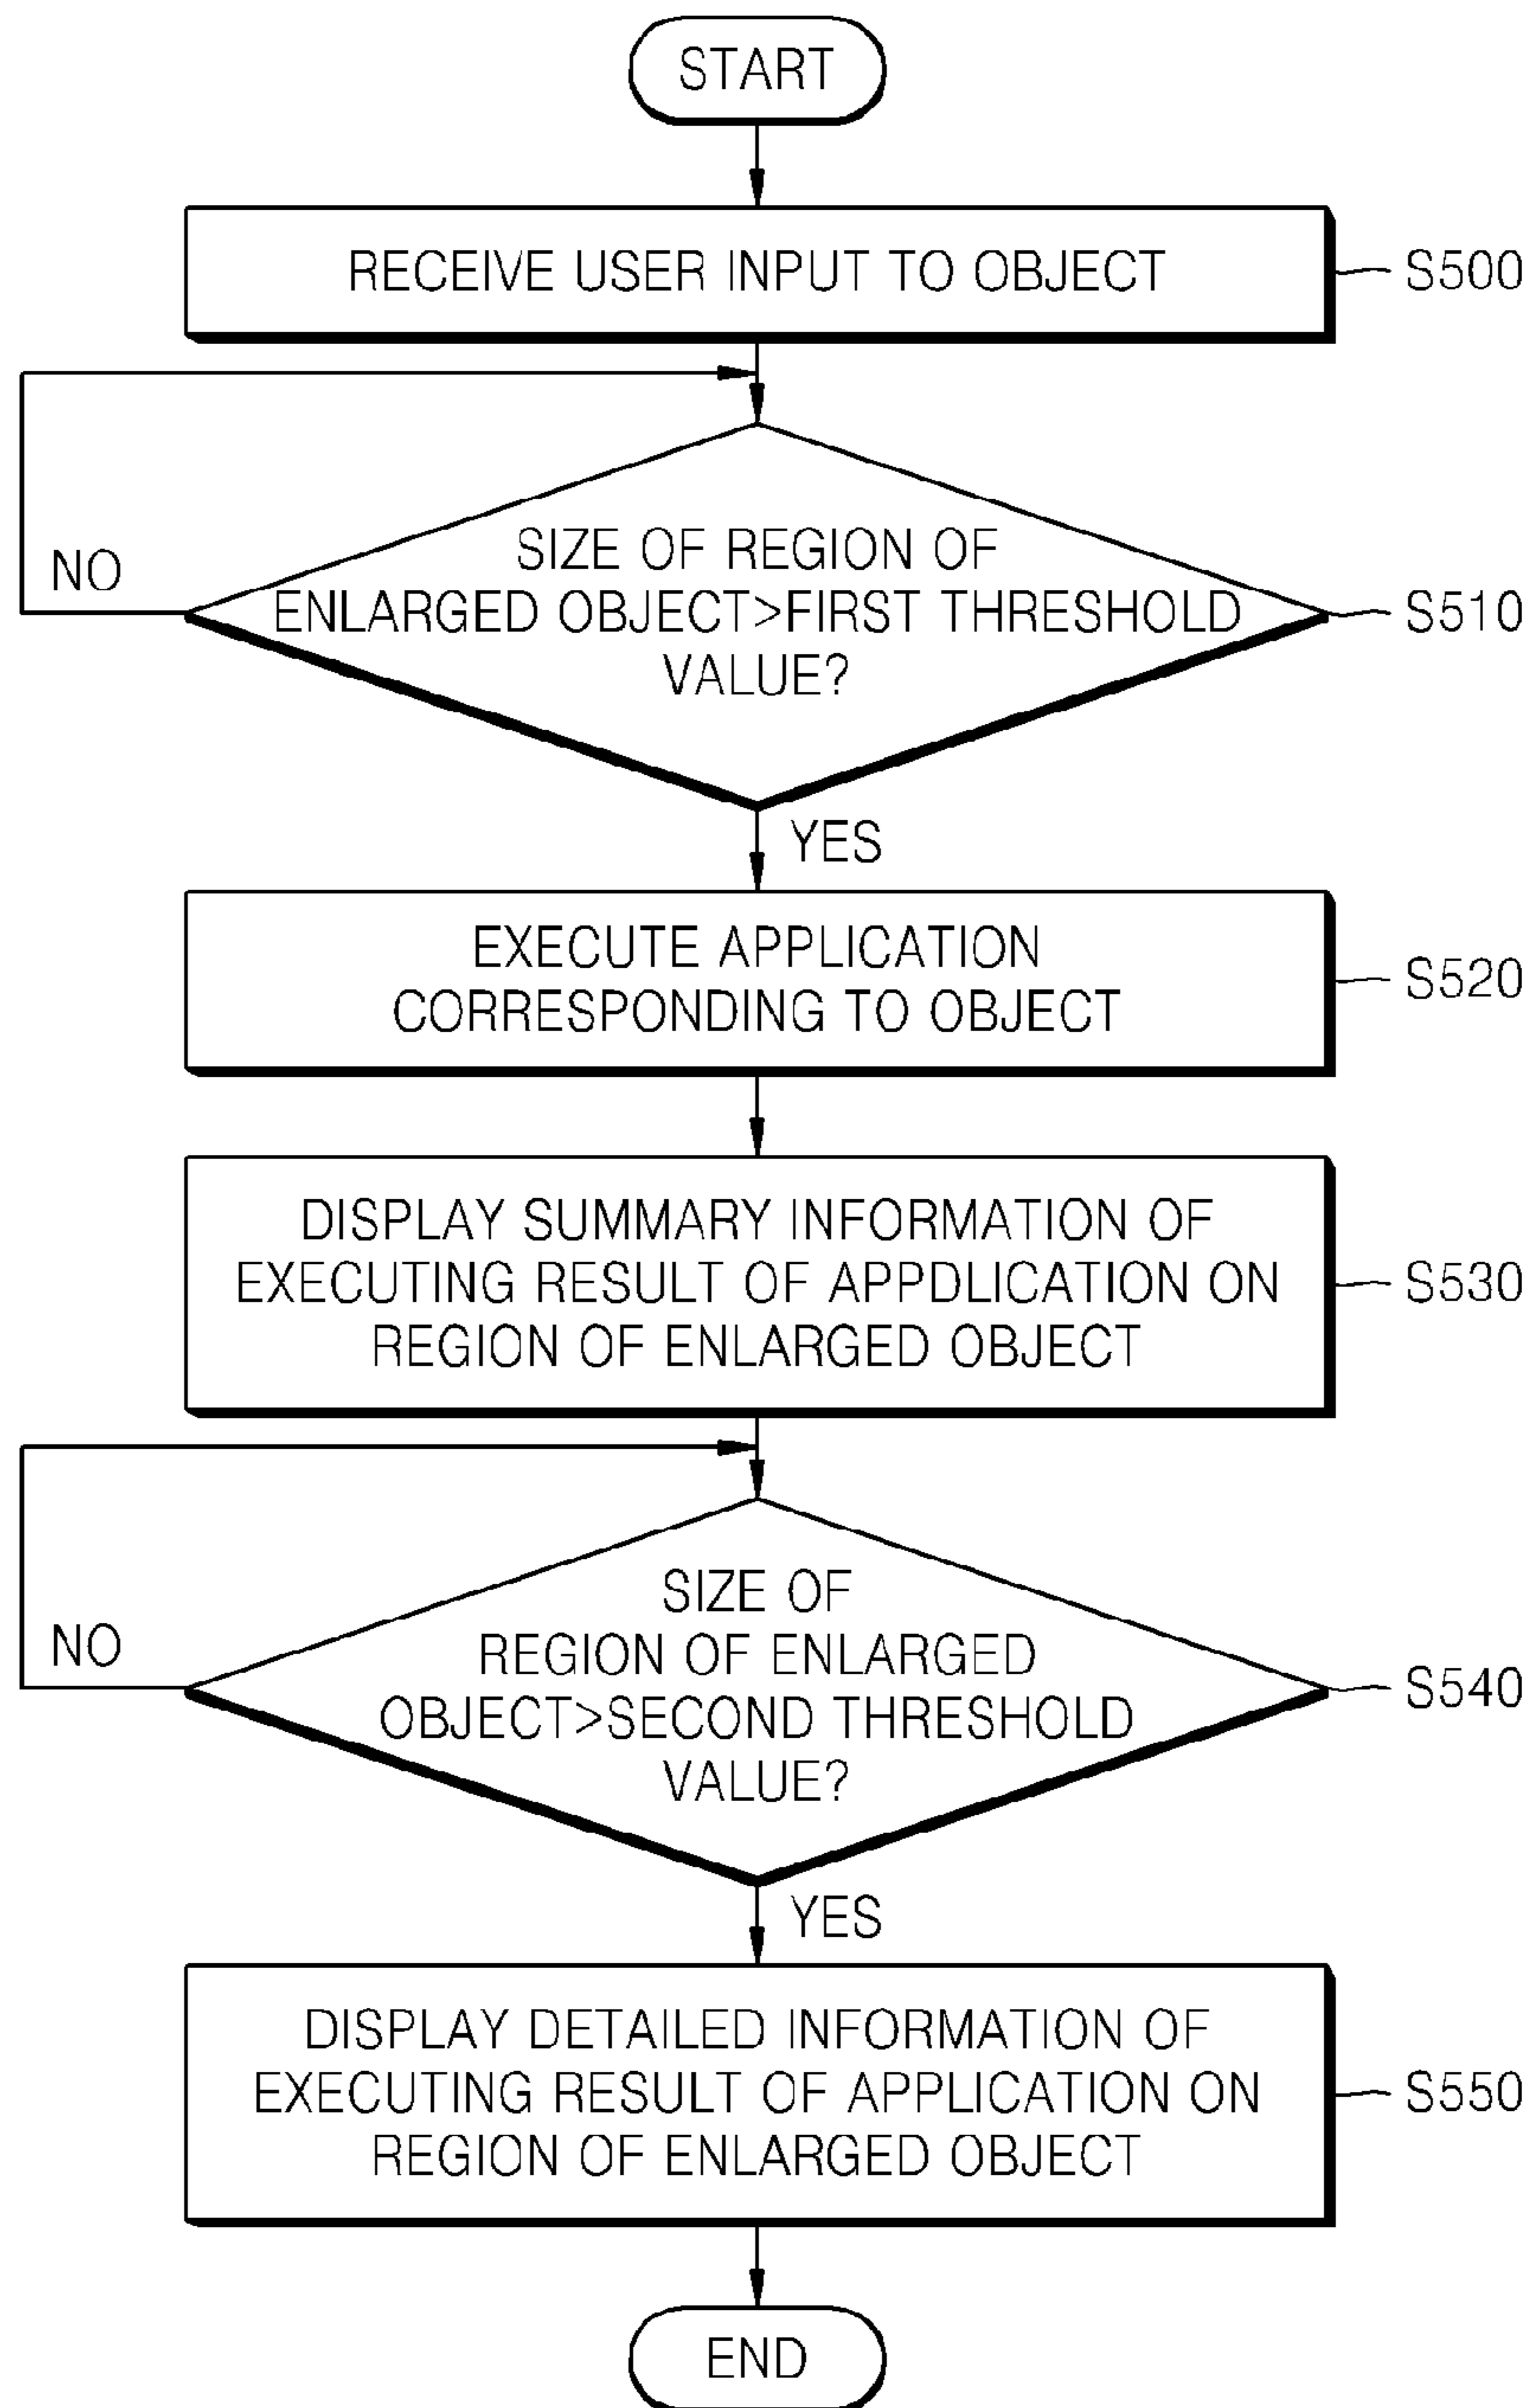 START
RECEIVE USER INPUT TO OBJECT
S500
SIZE OF REGION OF
ENLARGED OBJECT>FIRST THRESHOLD
VALUE?
S510
NO
YES
EXECUTE APPLICATION
CORRESPONDING TO OBJECT
S520
DISPLAY SUMMARY INFORMATION OF
EXECUTING RESULT OF APPDLICATION ON
REGION OF ENLARGED OBJECT
S530
SIZE OF
REGION OF ENLARGED
OBJECT>SECOND THRESHOLD
VALUE?
S540
NO
YES
DISPLAY DETAILED INFORMATION OF
EXECUTING RESULT OF APPLICATION ON
REGION OF ENLARGED OBJECT
S550
END